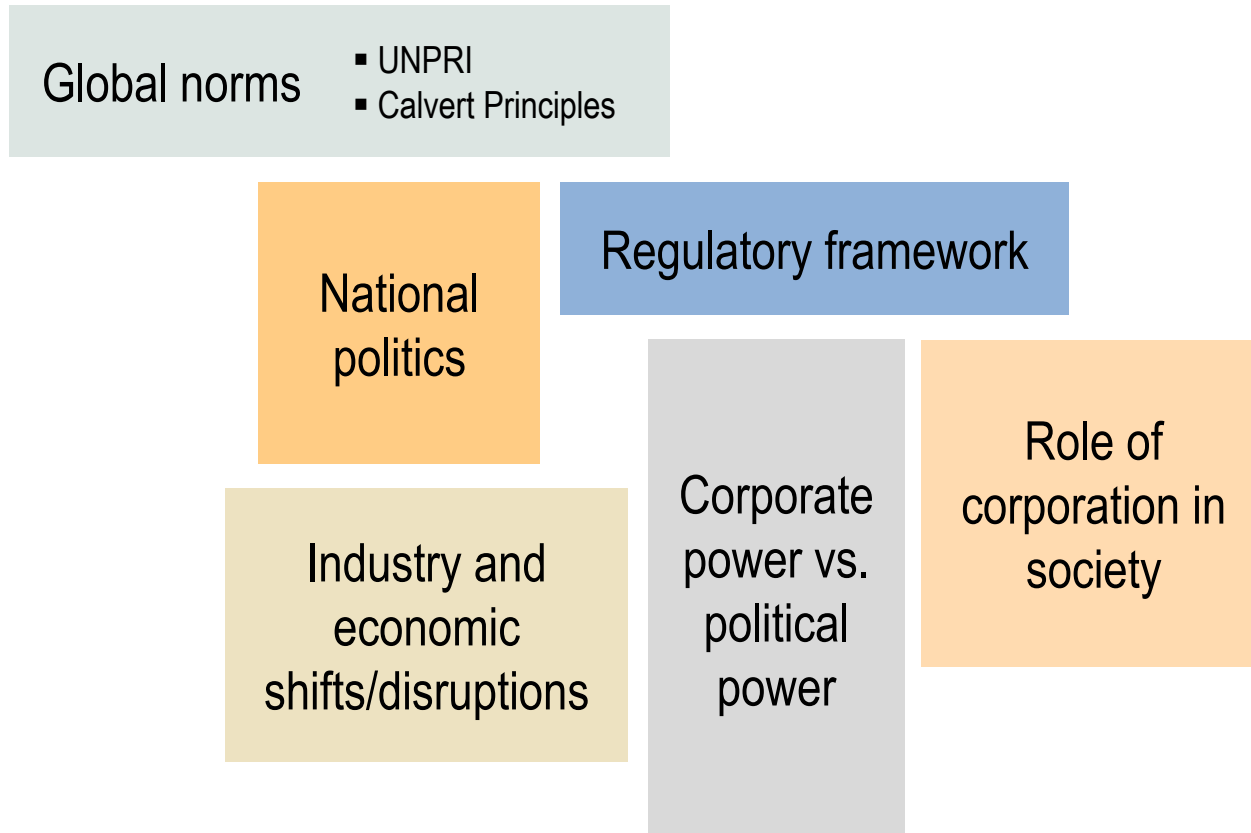 Global norms
▪ UNPRI
▪ Calvert Principles
National
politics
Regulatory framework
Industry and
economic
shifts/disruptions
Corporate
power vs.
political
power
Role of
corporation in
society